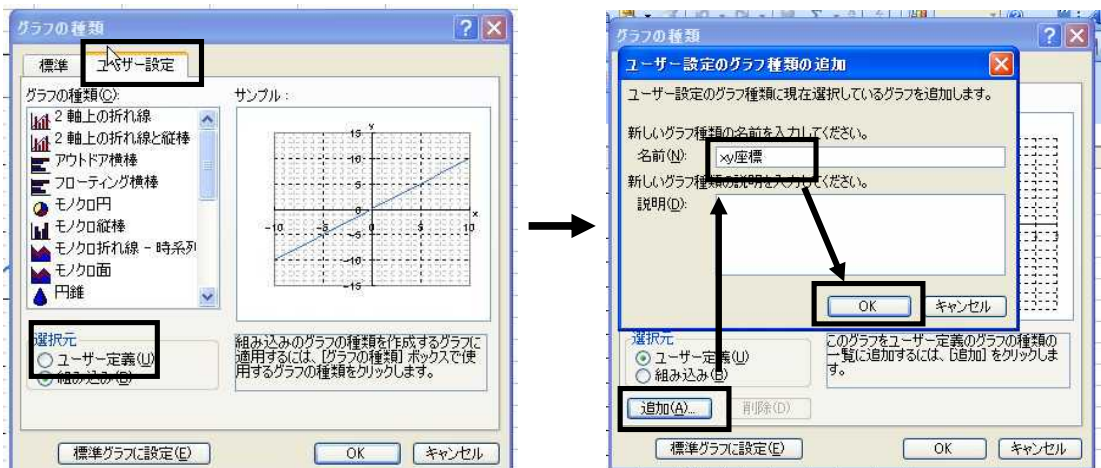 グラフの種類
標準
ユーザー設定
グラフの種類(C):
2 軸上の折れ線
2 軸上の折れ線と縦棒
アウトドア横棒
フローティング横棒
モノクロ円
モノクロ縦棒
モノクロ折れ線 - 時系列
モノクロ面
円錐
サンプル :
y
15
10
5
0
-10
-5
0
5
10
x
-5
-10
-15
選択元
ユーザー定義(U)
組み込み(B)
組み込みのグラフの種類を作成するグラフに
適用するには、[グラフの種類] ボックスで使
用するグラフの種類をクリックします。
標準グラフに設定(E)
OK
キャンセル
グラフの種類
ユーザー設定のグラフ種類の追加
ユーザー設定のグラフ種類に現在選択しているグラフを追加します。
新しいグラフ種類の名前を入力してください。
名前(N):
xy座標
新しいグラフ種類の説明を入力してください。
説明(D):
OK
キャンセル
選択元
ユーザー定義(U)
組み込み(B)
このグラフをユーザー定義のグラフの種類の
一覧に追加するには、[追加] をクリックしま
す。
追加(A)...
削除(D)
標準グラフに設定(E)
OK
キャンセル